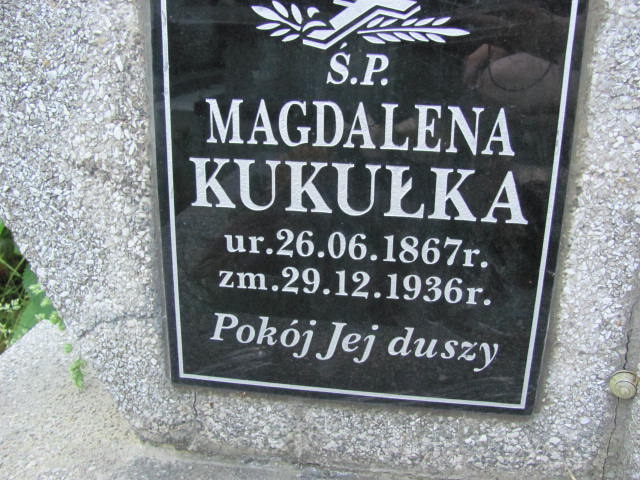 Ś.P.
MAGDALENA
KUKUŁKA
ur.26.06.1867r.
zm.29.12.1936r.
Pokój Jej duszy